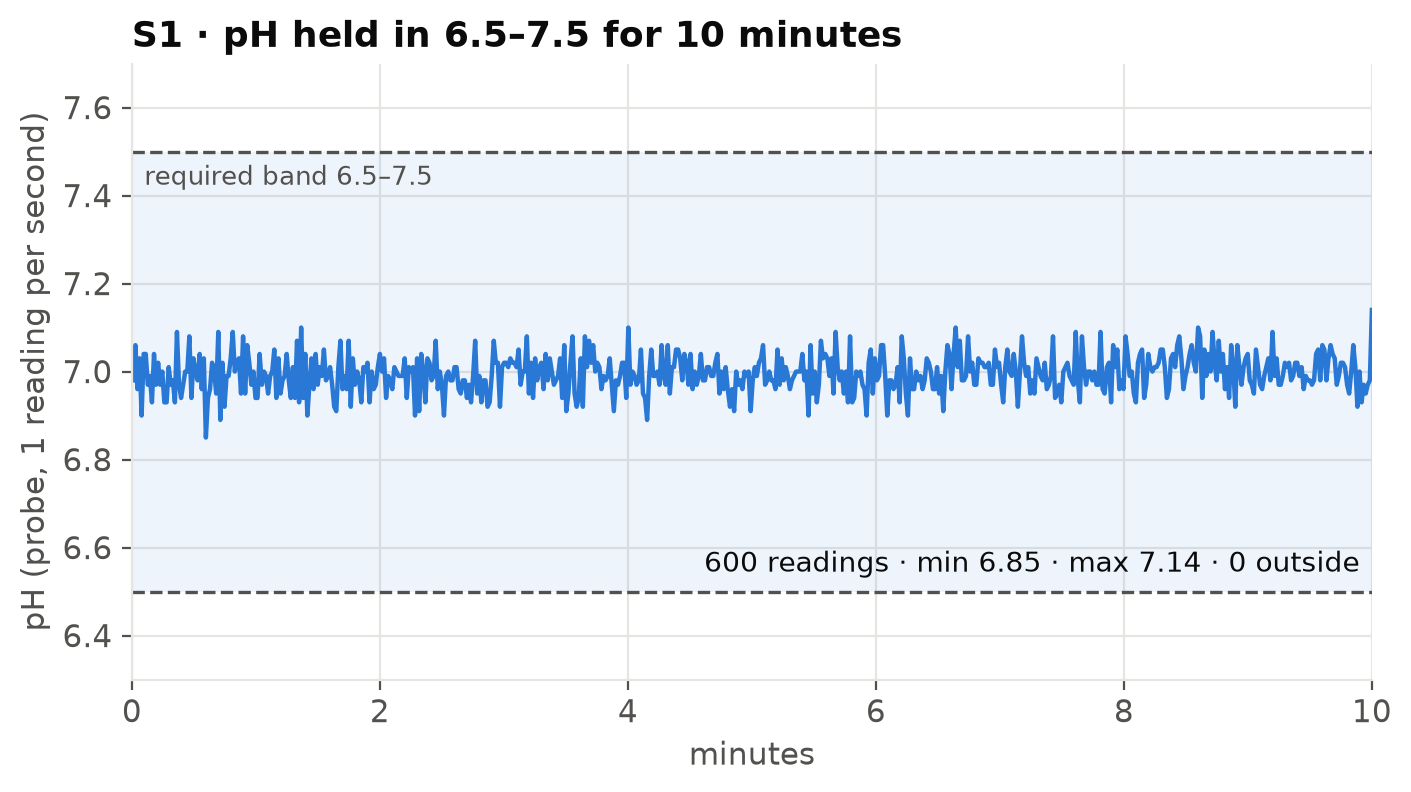 S1 · pH held in 6.5–7.5 for 10 minutes
pH (probe, 1 reading per second)
7.6
7.4
7.2
7.0
6.8
6.6
6.4
required band 6.5–7.5
600 readings · min 6.85 · max 7.14 · 0 outside
0 2 4 6 8 10
minutes